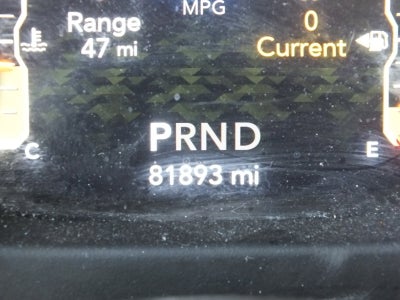 MPG
Range
47 mi
0
Current
PRND
C
E
81893 mi